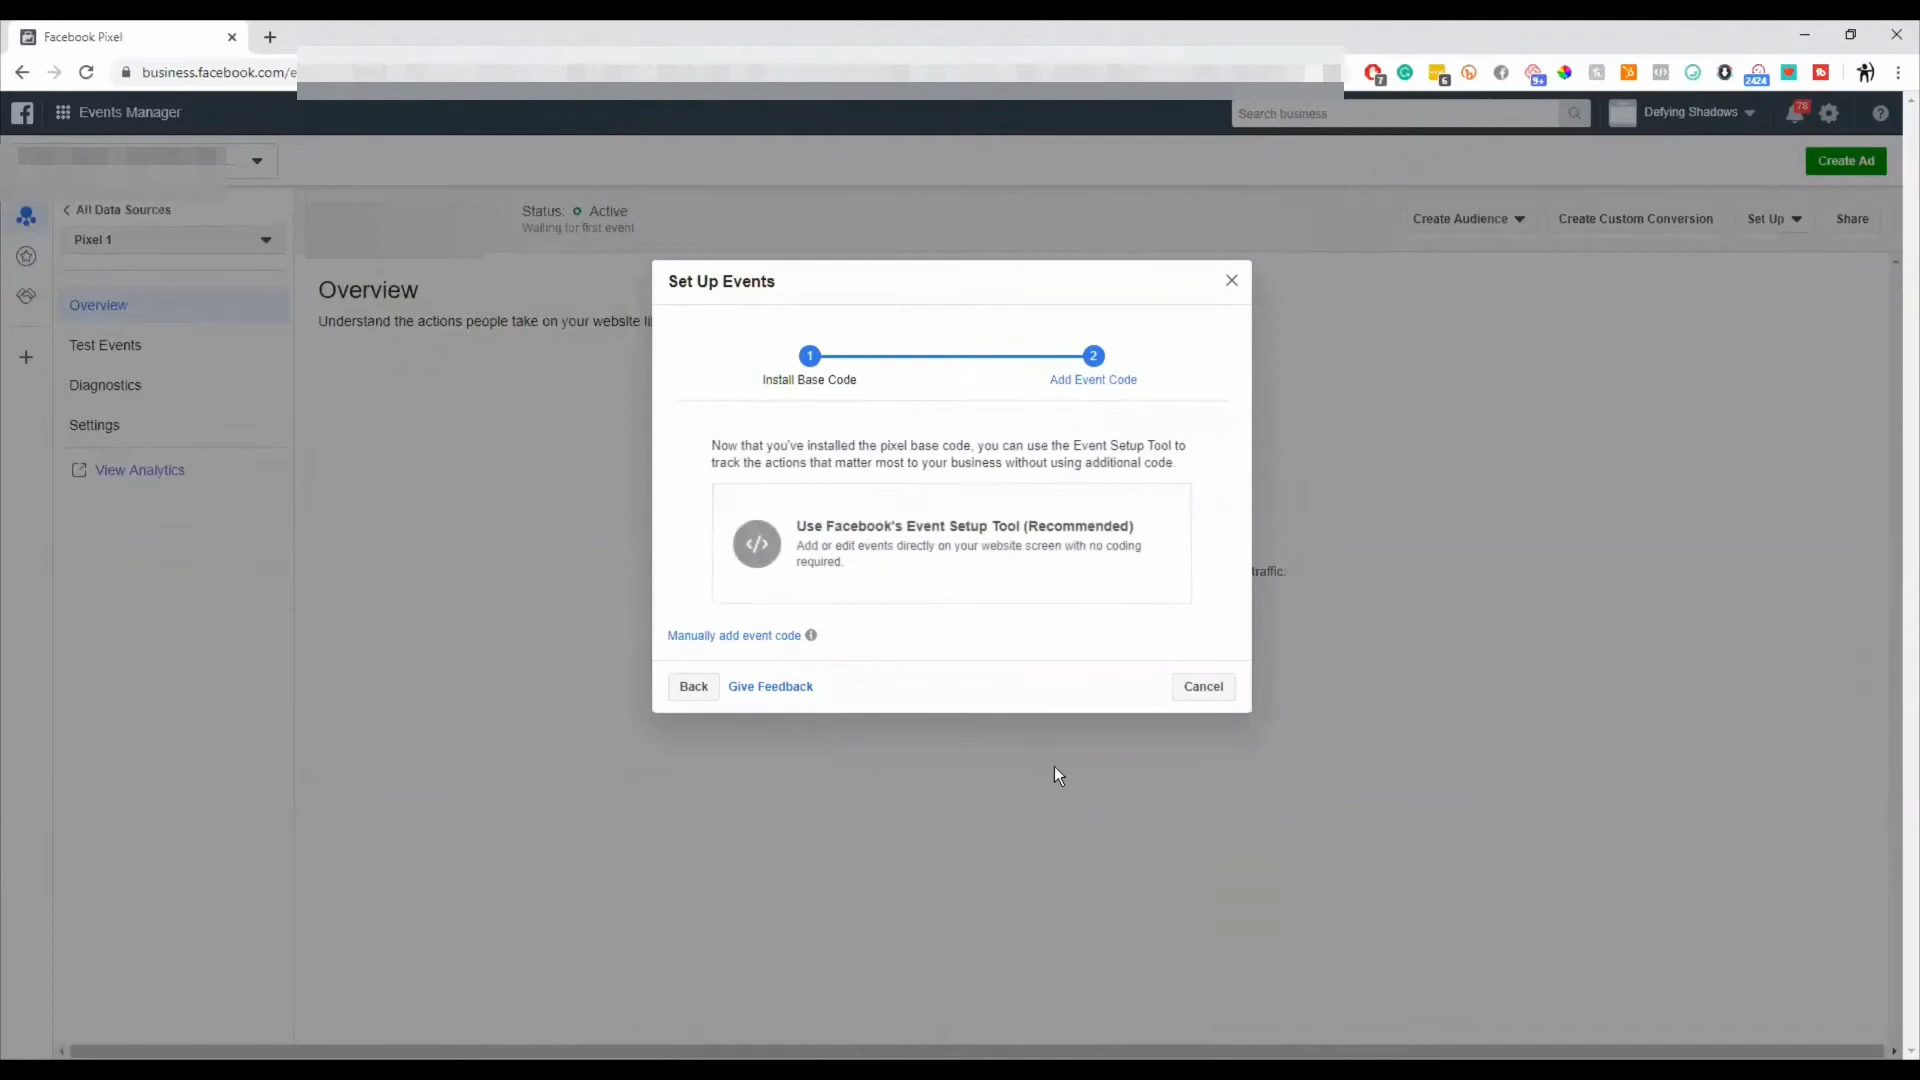 Facebook Pixel
business.facebook.com/e
7
6
9+
2424
Events Manager
Search business
Defying Shadows
78
Create Ad
All Data Sources
Pixel 1
Status: Active
Waiting for first event
Create Audience
Create Custom Conversion
Set Up
Share
Overview
Test Events
Diagnostics
Settings
View Analytics
Overview
Understand the actions people take on your website li
traffic.
Set Up Events
1
2
Install Base Code
Add Event Code
Now that you've installed the pixel base code, you can use the Event Setup Tool to
track the actions that matter most to your business without using additional code
</>
Use Facebook's Event Setup Tool (Recommended)
Add or edit events directly on your website screen with no coding
required.
Manually add event code
Back
Give Feedback
Cancel